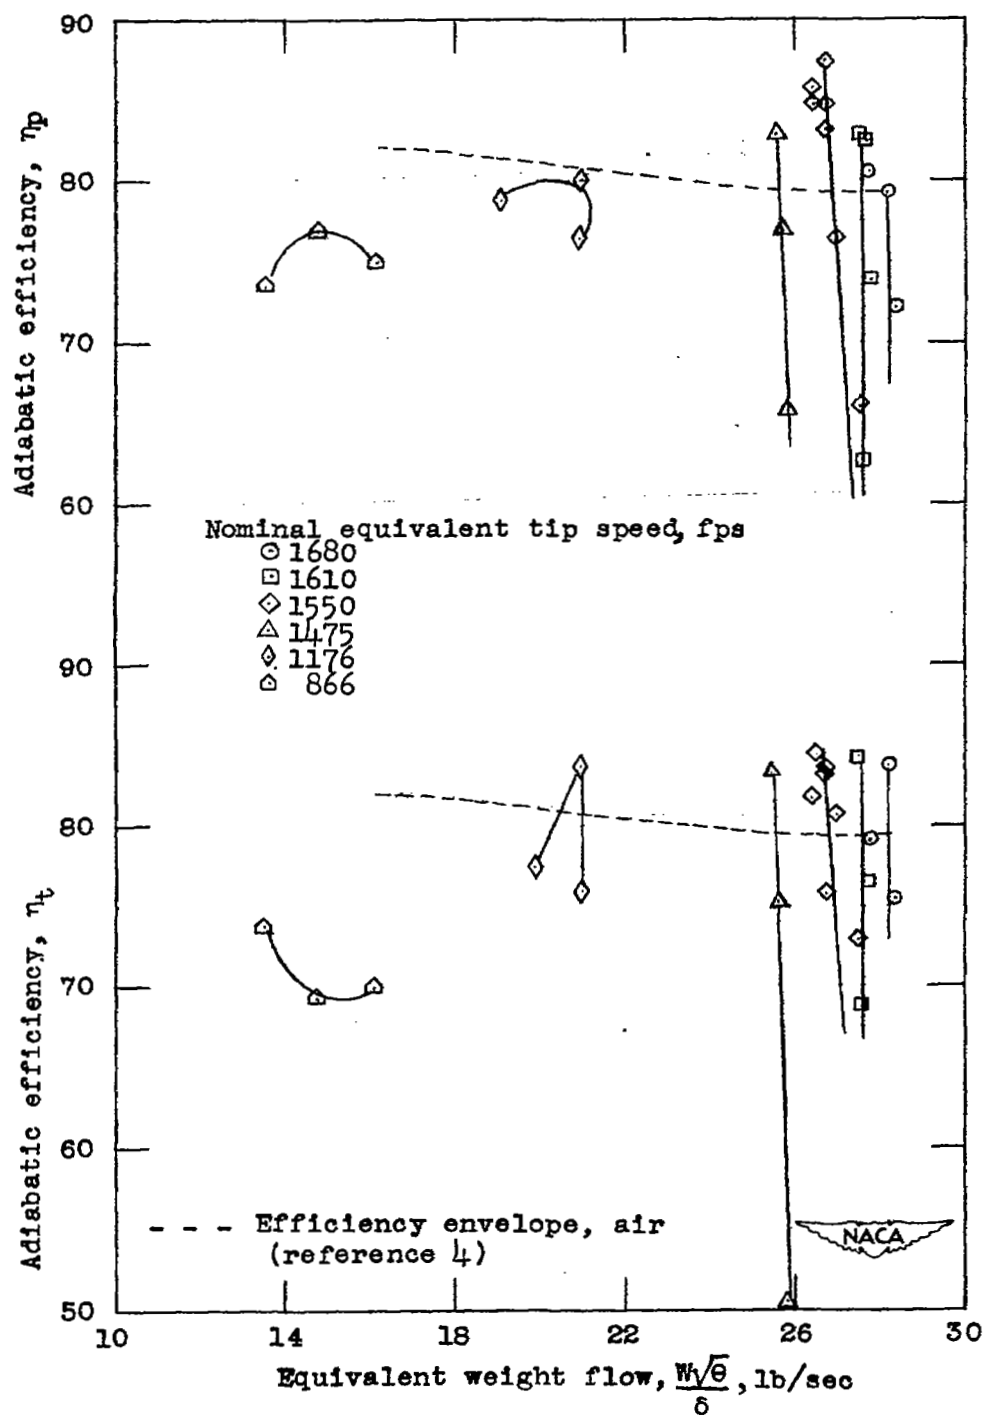 90
80
70
60
Adiabatic efficiency, ηp
Nominal equivalent tip speed, fps
1680
1610
1550
1475
1176
866
90
80
70
60
50
Adiabatic efficiency, ηt
--- Efficiency envelope, air
(reference 4)
NACA
10 14 18 22 26 30
Equivalent weight flow, W√θ/δ, lb/sec